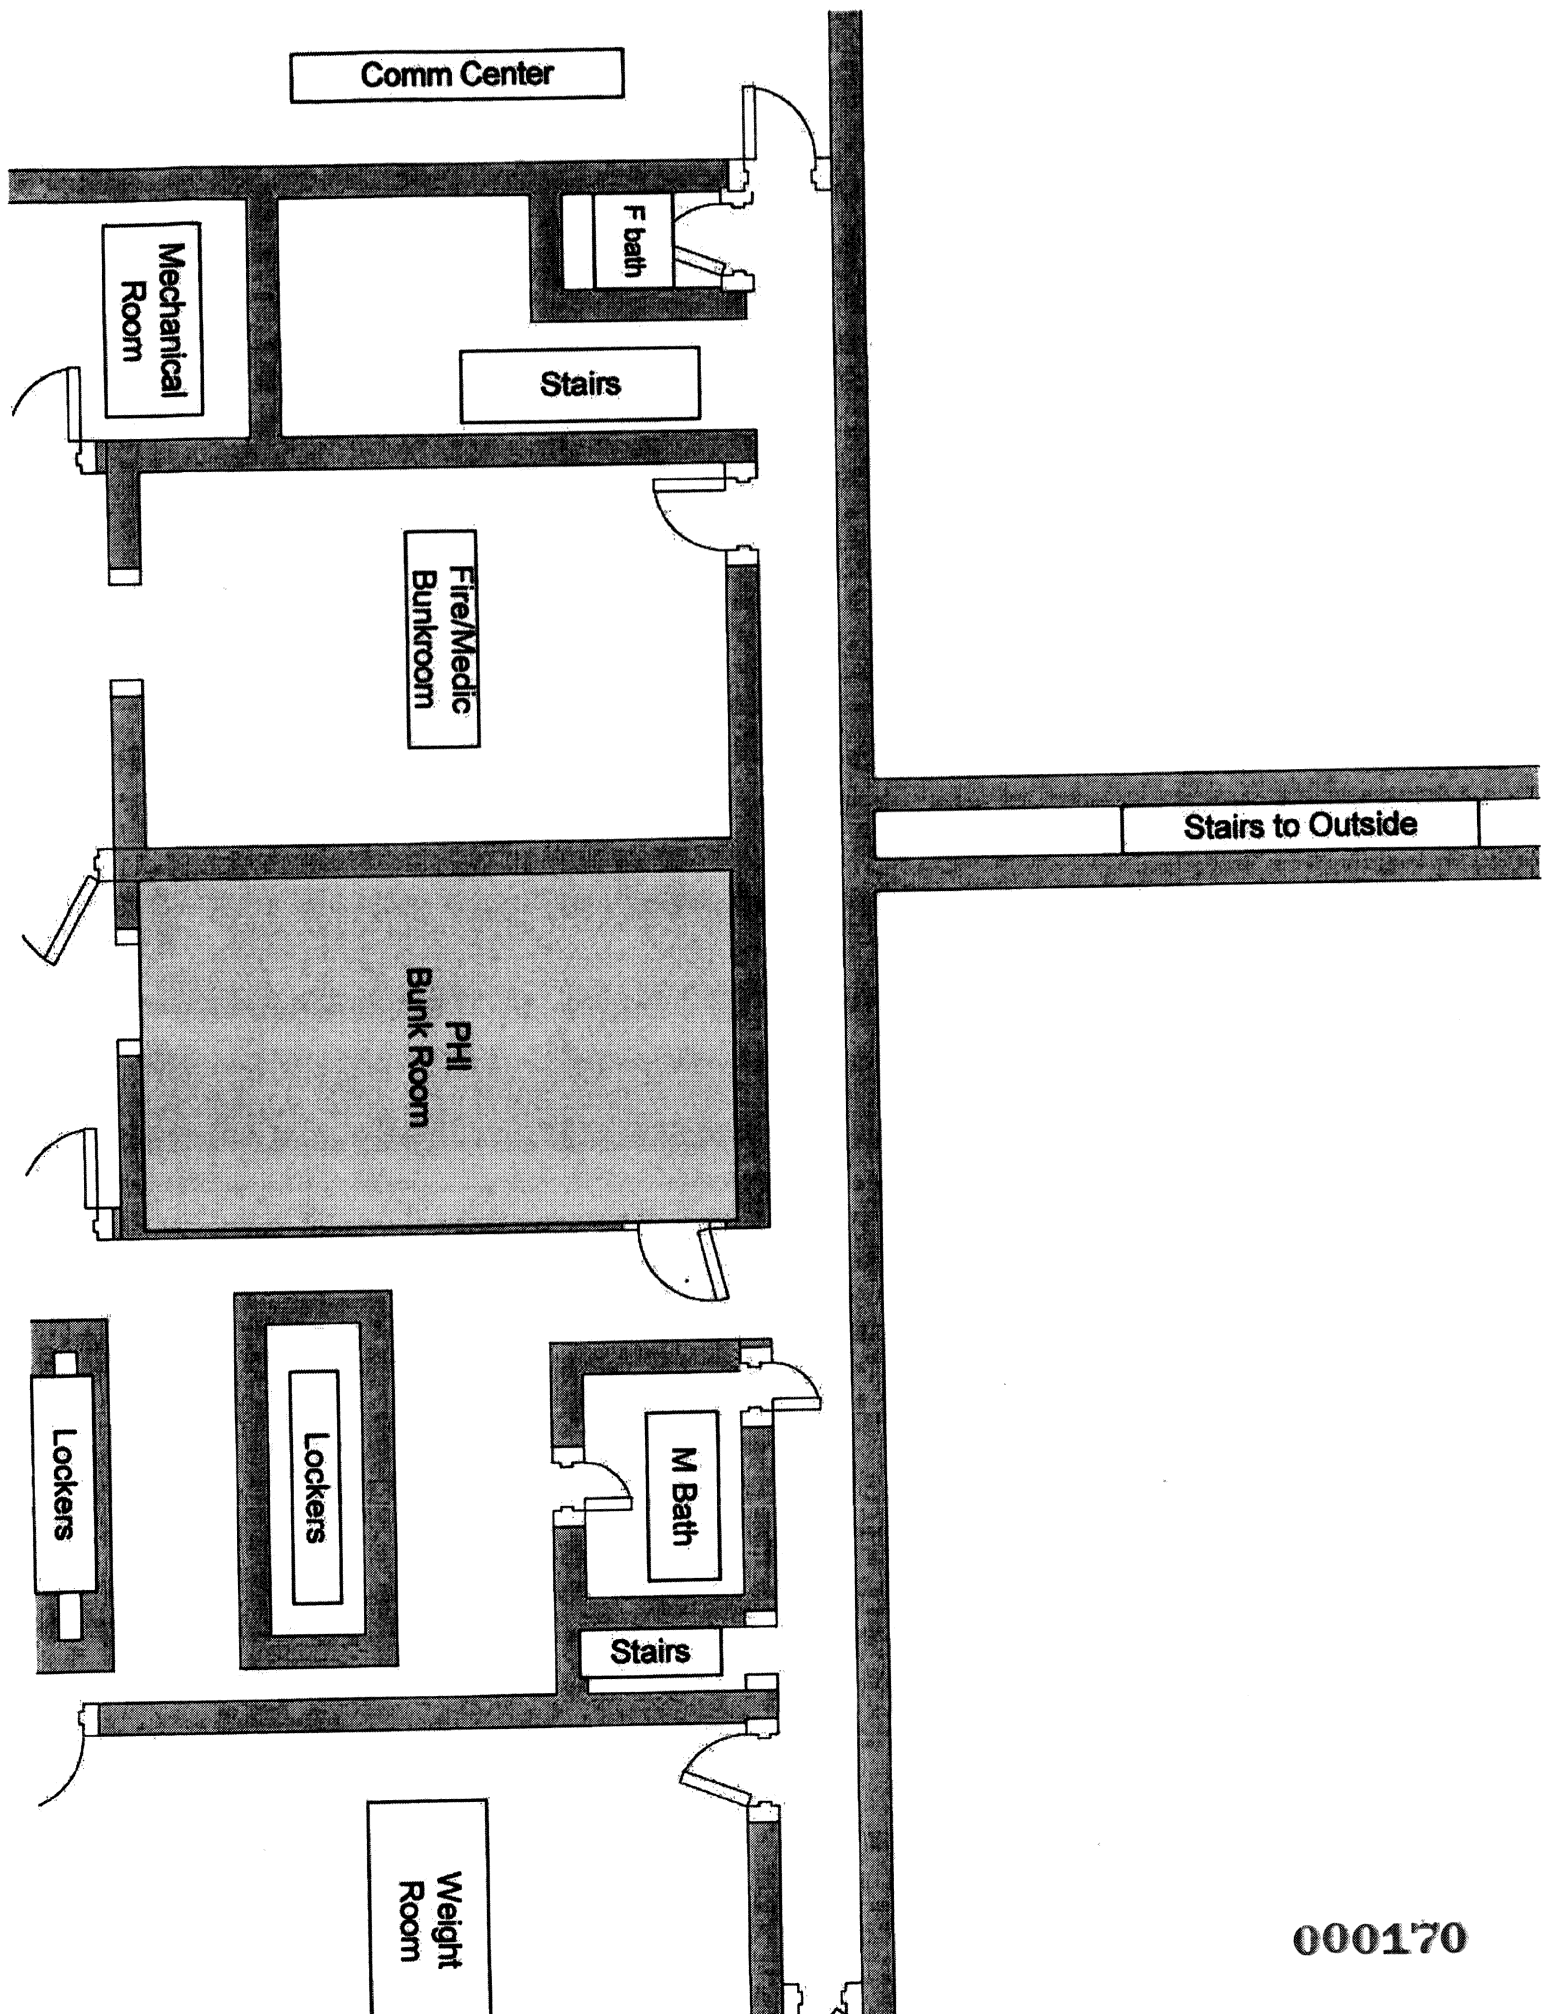 Comm Center
F bath
Mechanical
Room
Stairs
Fire/Medic
Bunkroom
Stairs to Outside
PHI
Bunk Room
Lockers
Lockers
M Bath
Stairs
Weight
Room
000170